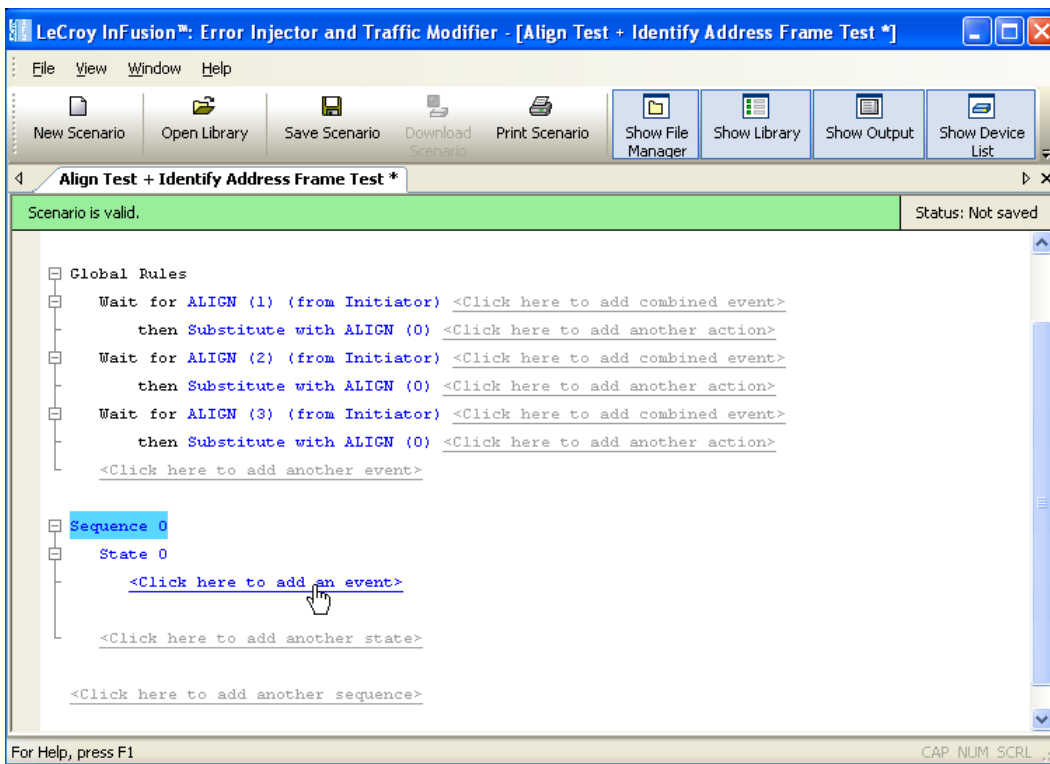 LeCroy InFusion™: Error Injector and Traffic Modifier - [Align Test + Identify Address Frame Test *]
File View Window Help
New Scenario Open Library Save Scenario Download Scenario Print Scenario Show File Manager Show Library Show Output Show Device List
Align Test + Identify Address Frame Test *
Scenario is valid. Status: Not saved
Global Rules
Wait for ALIGN (1) (from Initiator) <Click here to add combined event>
then Substitute with ALIGN (0) <Click here to add another action>
Wait for ALIGN (2) (from Initiator) <Click here to add combined event>
then Substitute with ALIGN (0) <Click here to add another action>
Wait for ALIGN (3) (from Initiator) <Click here to add combined event>
then Substitute with ALIGN (0) <Click here to add another action>
<Click here to add another event>
Sequence 0
State 0
<Click here to add an event>
<Click here to add another state>
<Click here to add another sequence>
For Help, press F1 CAP NUM SCRL